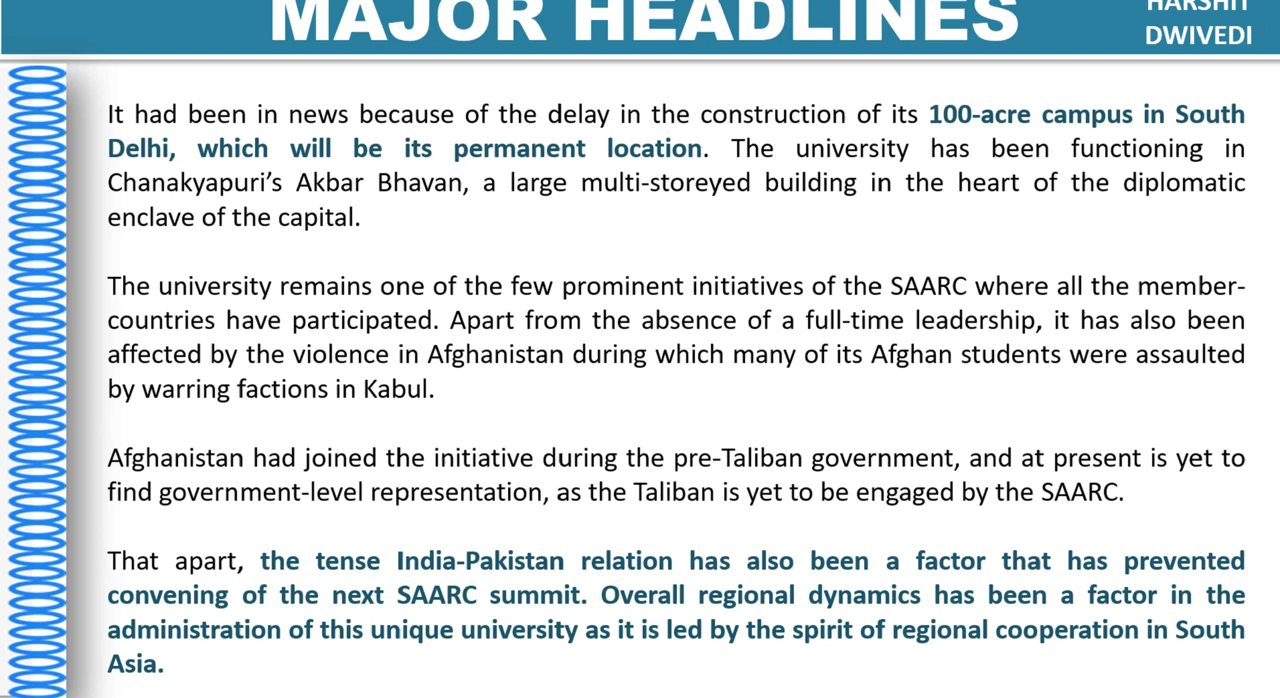 MAJOR HEADLINES
HARSHIT
DWIVEDI
It had been in news because of the delay in the construction of its 100-acre campus in South
Delhi, which will be its permanent location. The university has been functioning in
Chanakyapuri’s Akbar Bhavan, a large multi-storeyed building in the heart of the diplomatic
enclave of the capital.
The university remains one of the few prominent initiatives of the SAARC where all the member-
countries have participated. Apart from the absence of a full-time leadership, it has also been
affected by the violence in Afghanistan during which many of its Afghan students were assaulted
by warring factions in Kabul.
Afghanistan had joined the initiative during the pre-Taliban government, and at present is yet to
find government-level representation, as the Taliban is yet to be engaged by the SAARC.
That apart, the tense India-Pakistan relation has also been a factor that has prevented
convening of the next SAARC summit. Overall regional dynamics has been a factor in the
administration of this unique university as it is led by the spirit of regional cooperation in South
Asia.